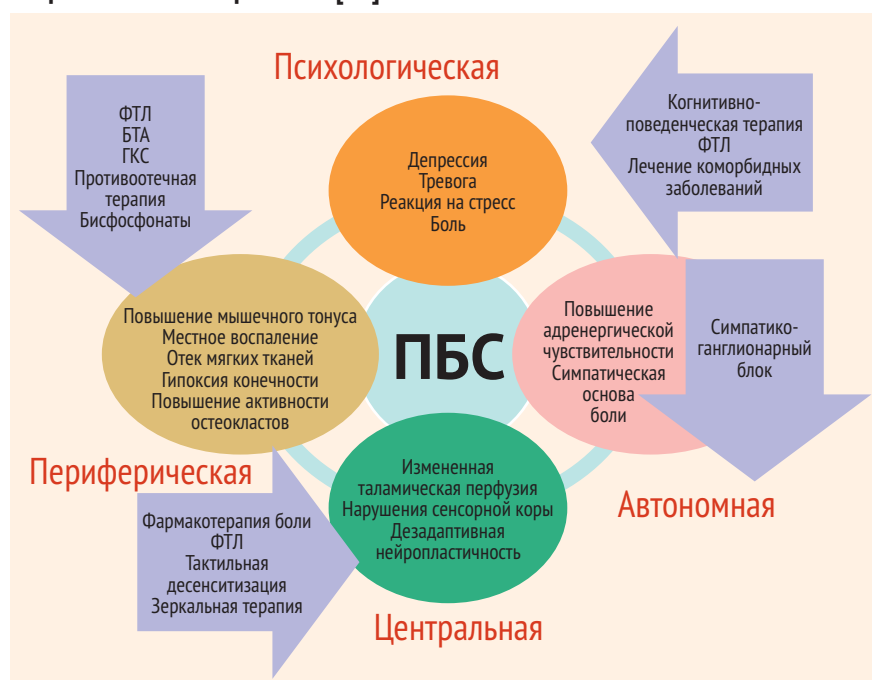 Психологическая
ФТЛ
БТА
ГКС
Противоотечная
терапия
Бисфосфонаты
Депрессия
Тревога
Реакция на стресс
Боль
Когнитивно-
поведенческая терапия
ФТЛ
Лечение коморбидных
заболеваний
Повышение мышечного тонуса
Местное воспаление
Отек мягких тканей
Гипоксия конечности
Повышение активности
остеокластов
ПБС
Повышение
адренергической
чувствительности
Симпатическая
основа
боли
Симпатико-
ганглионарный
блок
Периферическая
Автономная
Измененная
таламическая перфузия
Нарушения сенсорной коры
Дезадаптивная
нейропластичность
Фармакотерапия боли
ФТЛ
Тактильная
десенситизация
Зеркальная терапия
Центральная